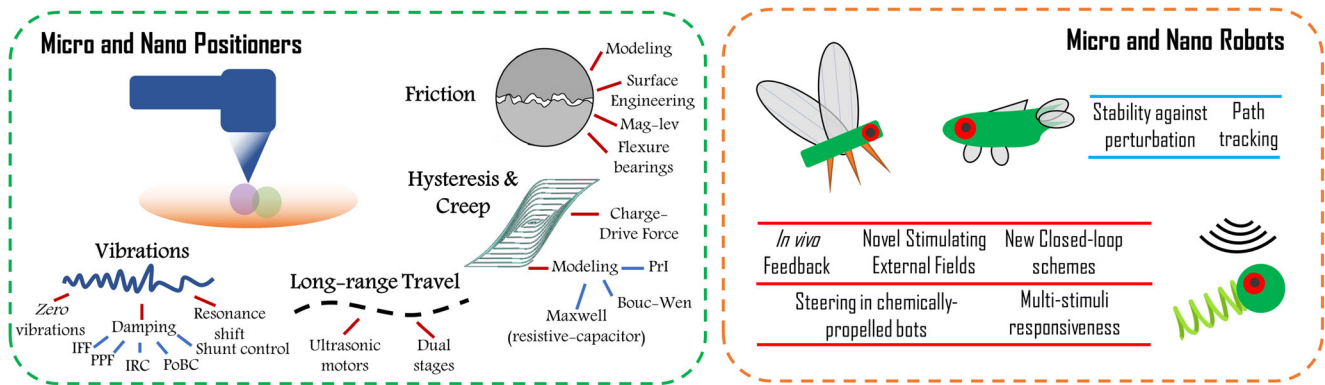 Micro and Nano Positioners
Friction
Modeling
Surface
Engineering
Mag-lev
Flexure
bearings
Hysteresis &
Creep
Charge-
Drive Force
Modeling
PrI
Bouc-Wen
Maxwell
(resistive-capacitor)
Vibrations
Zero
vibrations
Damping
Resonance
shift
Shunt control
IFF
PPF
IRC
PoBC
Long-range Travel
Ultrasonic
motors
Dual
stages
Micro and Nano Robots
Stability against
perturbation
Path
tracking
In vivo
Feedback
Novel Stimulating
External Fields
New Closed-loop
schemes
Steering in chemically-
propelled bots
Multi-stimuli
responsiveness